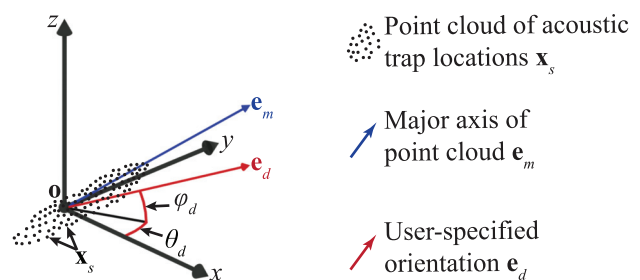 z
Point cloud of acoustic
trap locations x_s
e_m
Major axis of
point cloud e_m
y
e_d
o
φ_d
θ_d
x_s
x
User-specified
orientation e_d